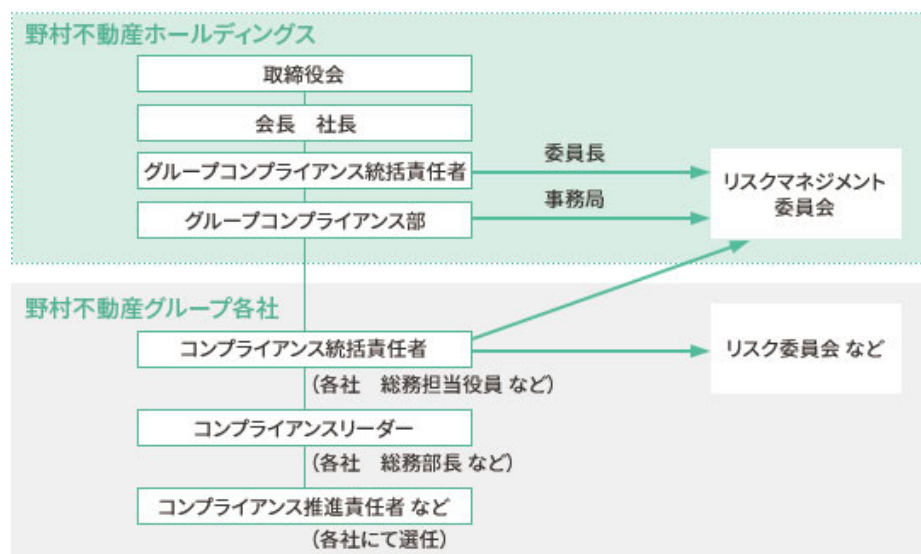 野村不動産ホールディングス
取締役会
会長　社長
グループコンプライアンス統括責任者
委員長
グループコンプライアンス部
事務局
リスクマネジメント
委員会
野村不動産グループ各社
コンプライアンス統括責任者
（各社　総務担当役員 など）
リスク委員会 など
コンプライアンスリーダー
（各社　総務部長 など）
コンプライアンス推進責任者 など
（各社にて選任）